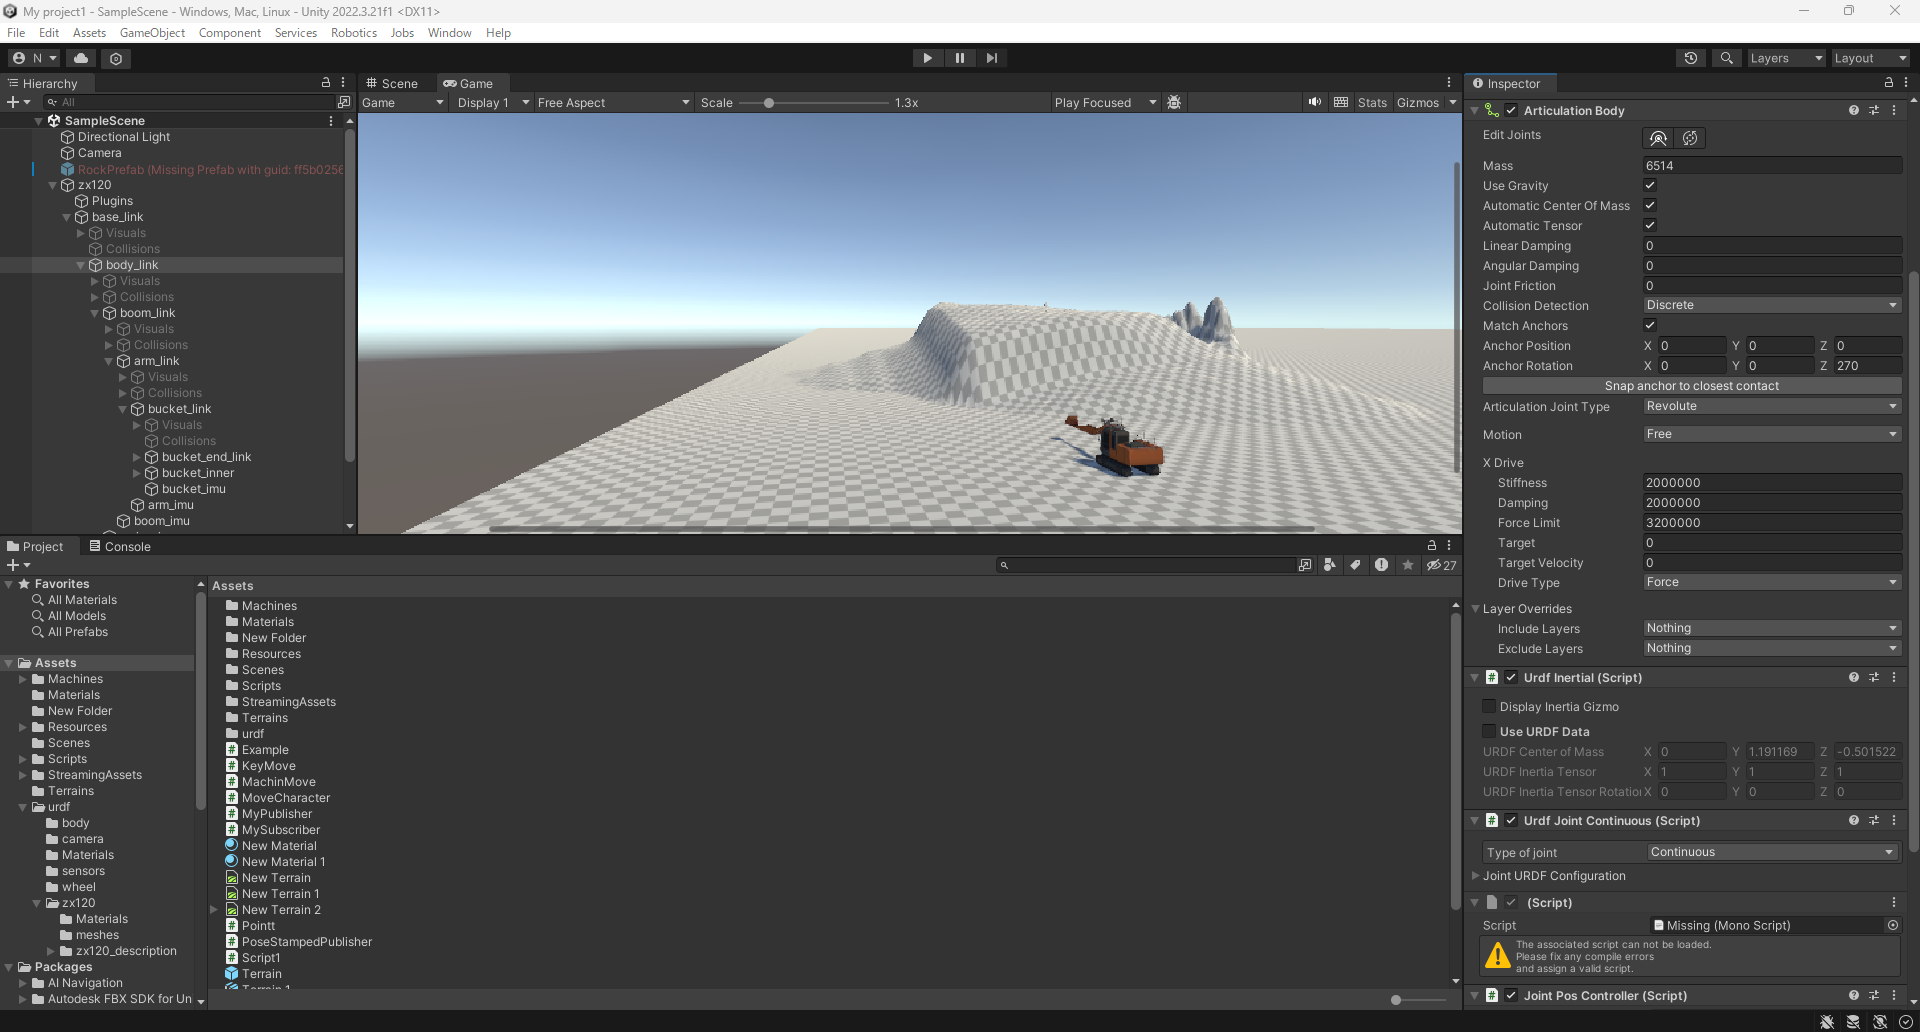 My project1 - SampleScene - Windows, Mac, Linux - Unity 2022.3.21f1 <DX11>
File Edit Assets GameObject Component Services Robotics Jobs Window Help
N Layers Layout
Hierarchy
All
SampleScene
Directional Light
Camera
RockPrefab (Missing Prefab with guid: ff5b0256
zx120
Plugins
base_link
Visuals
Collisions
body_link
Visuals
Collisions
boom_link
Visuals
Collisions
arm_link
Visuals
Collisions
bucket_link
Visuals
Collisions
bucket_end_link
bucket_inner
bucket_imu
arm_imu
boom_imu
Scene Game
Game Display 1 Free Aspect Scale 1.3x Play Focused Stats Gizmos
Project Console
27
Favorites
All Materials
All Models
All Prefabs
Assets
Machines
Materials
New Folder
Resources
Scenes
Scripts
StreamingAssets
Terrains
urdf
body
camera
Materials
sensors
wheel
zx120
Materials
meshes
zx120_description
Packages
AI Navigation
Autodesk FBX SDK for Un
Assets
Machines
Materials
New Folder
Resources
Scenes
Scripts
StreamingAssets
Terrains
urdf
Example
KeyMove
MachinMove
MoveCharacter
MyPublisher
MySubscriber
New Material
New Material 1
New Terrain
New Terrain 1
New Terrain 2
Pointt
PoseStampedPublisher
Script1
Terrain
Terrain 1
Inspector
Articulation Body
Edit Joints
Mass 6514
Use Gravity
Automatic Center Of Mass
Automatic Tensor
Linear Damping 0
Angular Damping 0
Joint Friction 0
Collision Detection Discrete
Match Anchors
Anchor Position X 0 Y 0 Z 0
Anchor Rotation X 0 Y 0 Z 270
Snap anchor to closest contact
Articulation Joint Type Revolute
Motion Free
X Drive
Stiffness 2000000
Damping 2000000
Force Limit 3200000
Target 0
Target Velocity 0
Drive Type Force
Layer Overrides
Include Layers Nothing
Exclude Layers Nothing
# Urdf Inertial (Script)
Display Inertia Gizmo
Use URDF Data
URDF Center of Mass X 0 Y 1.191169 Z -0.501522
URDF Inertia Tensor X 1 Y 1 Z 1
URDF Inertia Tensor Rotation X 0 Y 0 Z 0
# Urdf Joint Continuous (Script)
Type of joint Continuous
Joint URDF Configuration
(Script)
Script Missing (Mono Script)
The associated script can not be loaded.
Please fix any compile errors
and assign a valid script.
# Joint Pos Controller (Script)